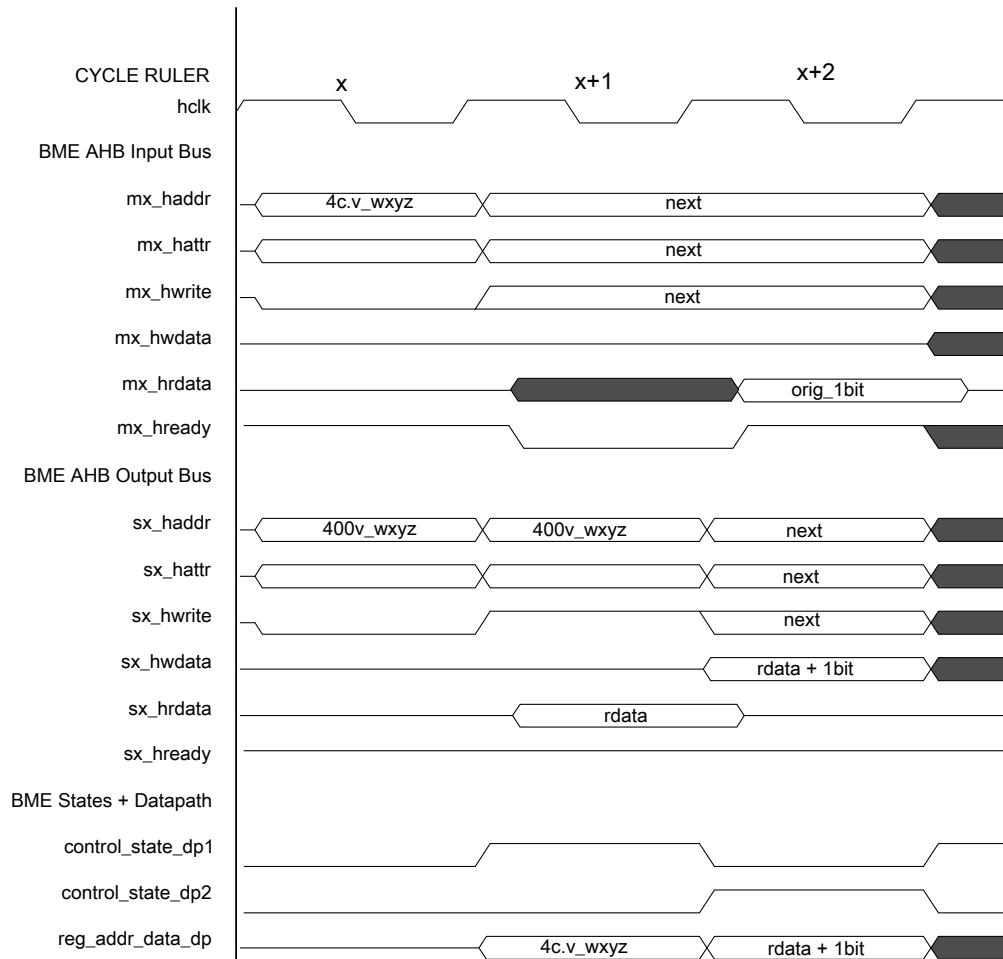 CYCLE RULER x x+1 x+2
hclk
BME AHB Input Bus
mx_haddr 4c.v_wxyz next
mx_hattr next
mx_hwrite next
mx_hwdata
mx_hrdata orig_1bit
mx_hready
BME AHB Output Bus
sx_haddr 400v_wxyz 400v_wxyz next
sx_hattr next
sx_hwrite next
sx_hwdata rdata + 1bit
sx_hrdata rdata
sx_hready
BME States + Datapath
control_state_dp1
control_state_dp2
reg_addr_data_dp 4c.v_wxyz rdata + 1bit